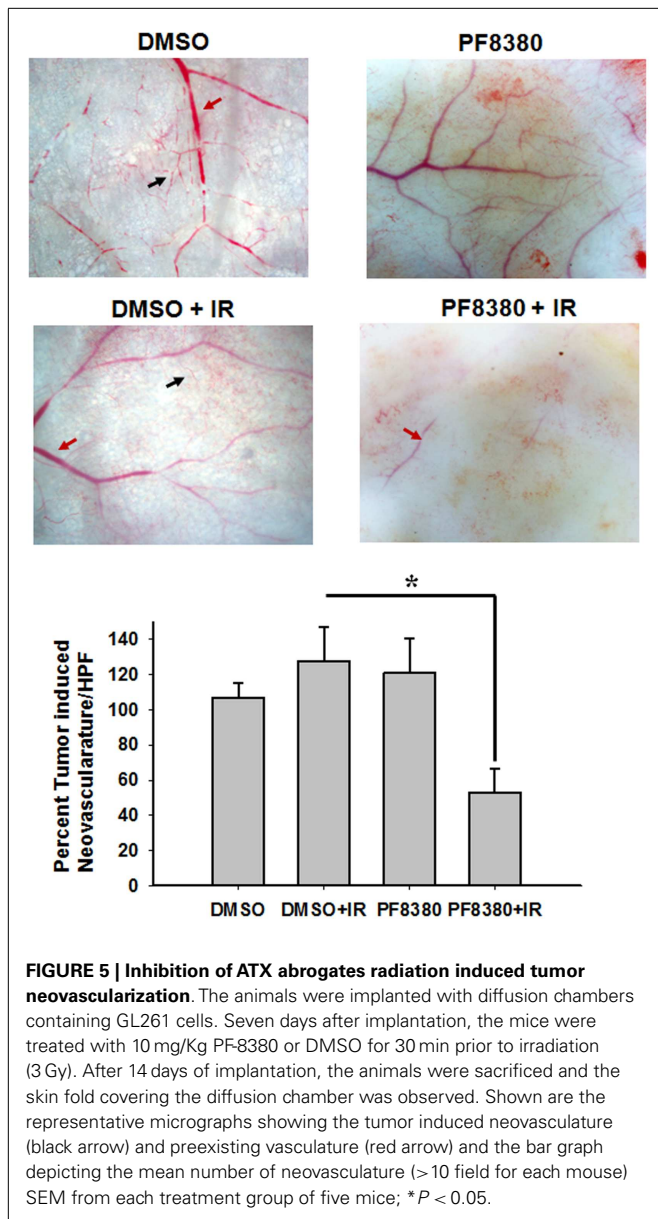 DMSO
PF8380
DMSO + IR
PF8380 + IR
*
140
120
100
80
60
40
20
0
Percent Tumor induced
Neovascularature/HPF
DMSO
DMSO+IR
PF8380
PF8380+IR
FIGURE 5 | Inhibition of ATX abrogates radiation induced tumor
neovascularization. The animals were implanted with diffusion chambers
containing GL261 cells. Seven days after implantation, the mice were
treated with 10 mg/Kg PF-8380 or DMSO for 30 min prior to irradiation
(3 Gy). After 14 days of implantation, the animals were sacrificed and the
skin fold covering the diffusion chamber was observed. Shown are the
representative micrographs showing the tumor induced neovasculature
(black arrow) and preexisting vasculature (red arrow) and the bar graph
depicting the mean number of neovasculature (>10 field for each mouse)
SEM from each treatment group of five mice; *P < 0.05.